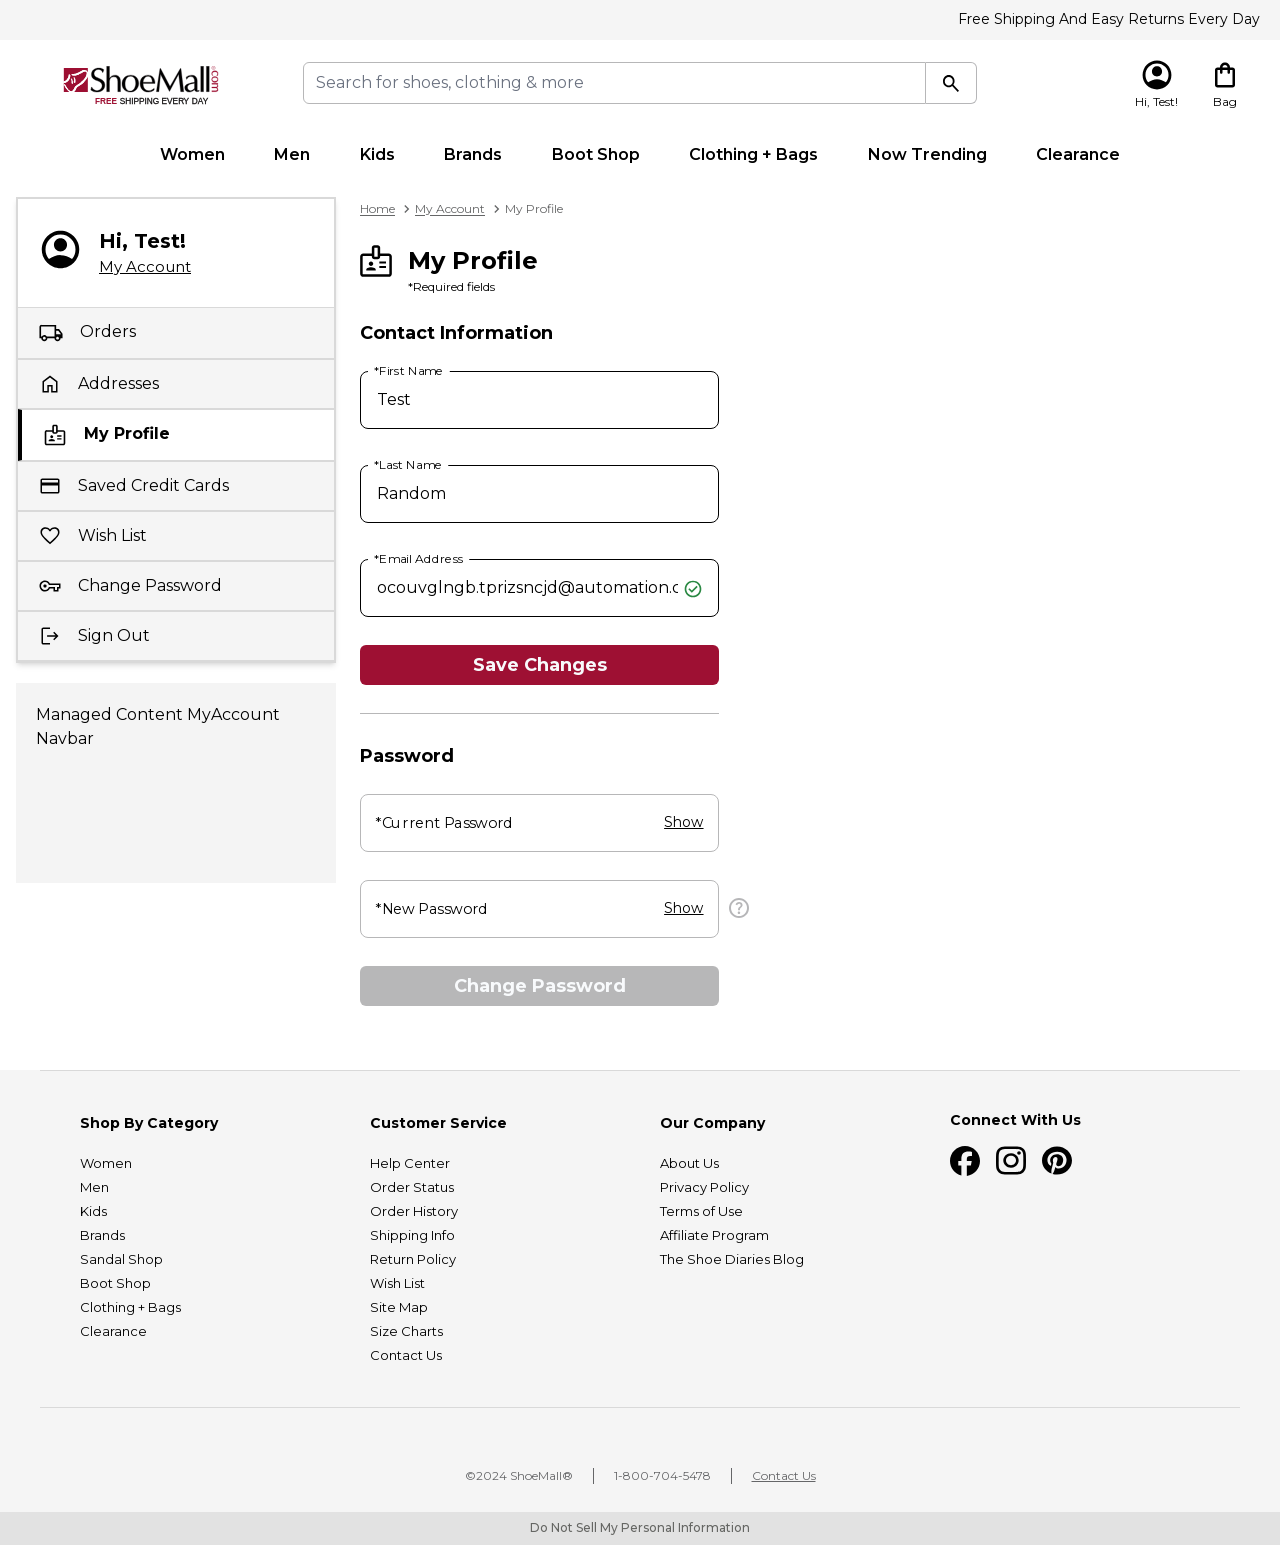 Free Shipping And Easy Returns Every Day
ShoeMall®.com
FREE SHIPPING EVERY DAY
Search for shoes, clothing & more
Hi, Test!
Bag
Women
Men
Kids
Brands
Boot Shop
Clothing + Bags
Now Trending
Clearance
Hi, Test!
My Account
Orders
Addresses
My Profile
Saved Credit Cards
Wish List
Change Password
Sign Out
Managed Content MyAccount
Navbar
Home > My Account > My Profile
My Profile
*Required fields
Contact Information
*First Name
Test
*Last Name
Random
*Email Address
ocouvglngb.tprizsncjd@automation.c
Save Changes
Password
*Current Password
Show
*New Password
Show
?
Change Password
Shop By Category
Women
Men
Kids
Brands
Sandal Shop
Boot Shop
Clothing + Bags
Clearance
Customer Service
Help Center
Order Status
Order History
Shipping Info
Return Policy
Wish List
Site Map
Size Charts
Contact Us
Our Company
About Us
Privacy Policy
Terms of Use
Affiliate Program
The Shoe Diaries Blog
Connect With Us
©2024 ShoeMall®
1-800-704-5478
Contact Us
Do Not Sell My Personal Information